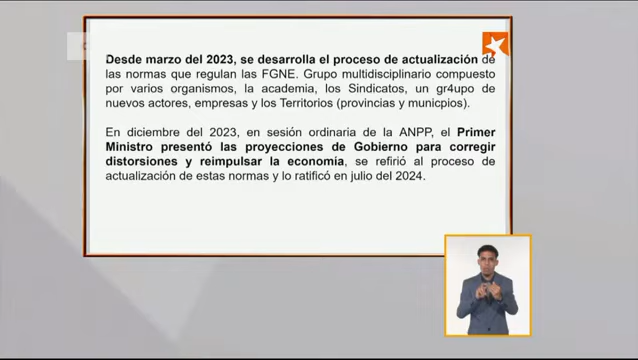 Desde marzo del 2023, se desarrolla el proceso de actualización de
las normas que regulan las FGNE. Grupo multidisciplinario compuesto
por varios organismos, la academia, los Sindicatos, un gr4upo de
nuevos actores, empresas y los Territorios (provincias y municpios).
En diciembre del 2023, en sesión ordinaria de la ANPP, el Primer
Ministro presentó las proyecciones de Gobierno para corregir
distorsiones y reimpulsar la economía, se refirió al proceso de
actualización de estas normas y lo ratificó en julio del 2024.